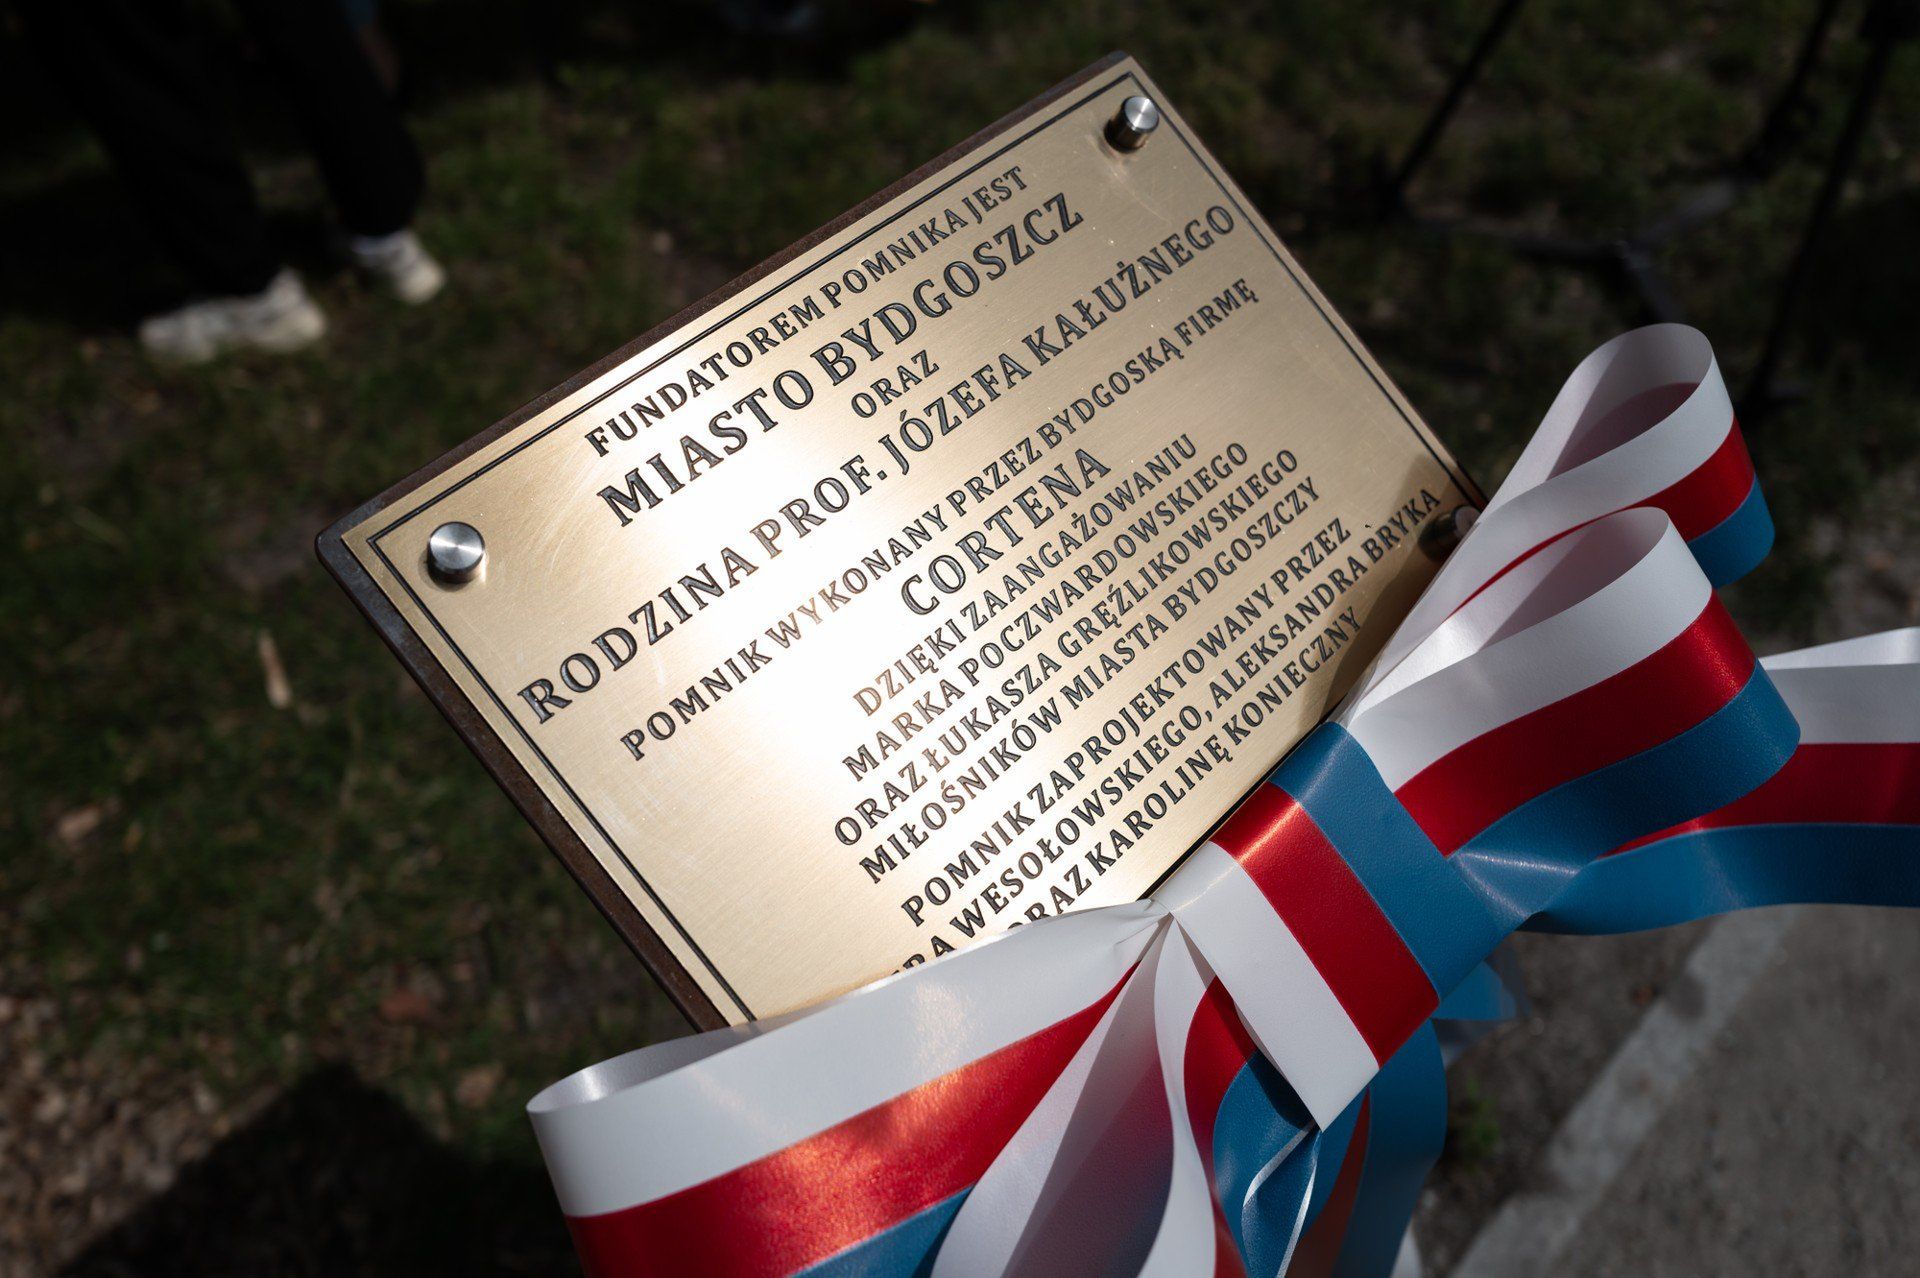 FUNDATOREM POMNIKA JEST
MIASTO BYDGOSZCZ
ORAZ
RODZINA PROF. JÓZEFA KAŁUŻNEGO
POMNIK WYKONANY PRZEZ BYDGOSKĄ FIRMĘ
CORTENA
DZIĘKI ZAANGAŻOWANIU
MARKA POCZWARDOWSKIEGO
ORAZ ŁUKASZA GRĘŹLIKOWSKIEGO
MIŁOŚNIKÓW MIASTA BYDGOSZCZY
POMNIK ZAPROJEKTOWANY PRZEZ
WESOŁOWSKIEGO, ALEKSANDRA BRYKA
ORAZ KAROLINĘ KONIECZNY